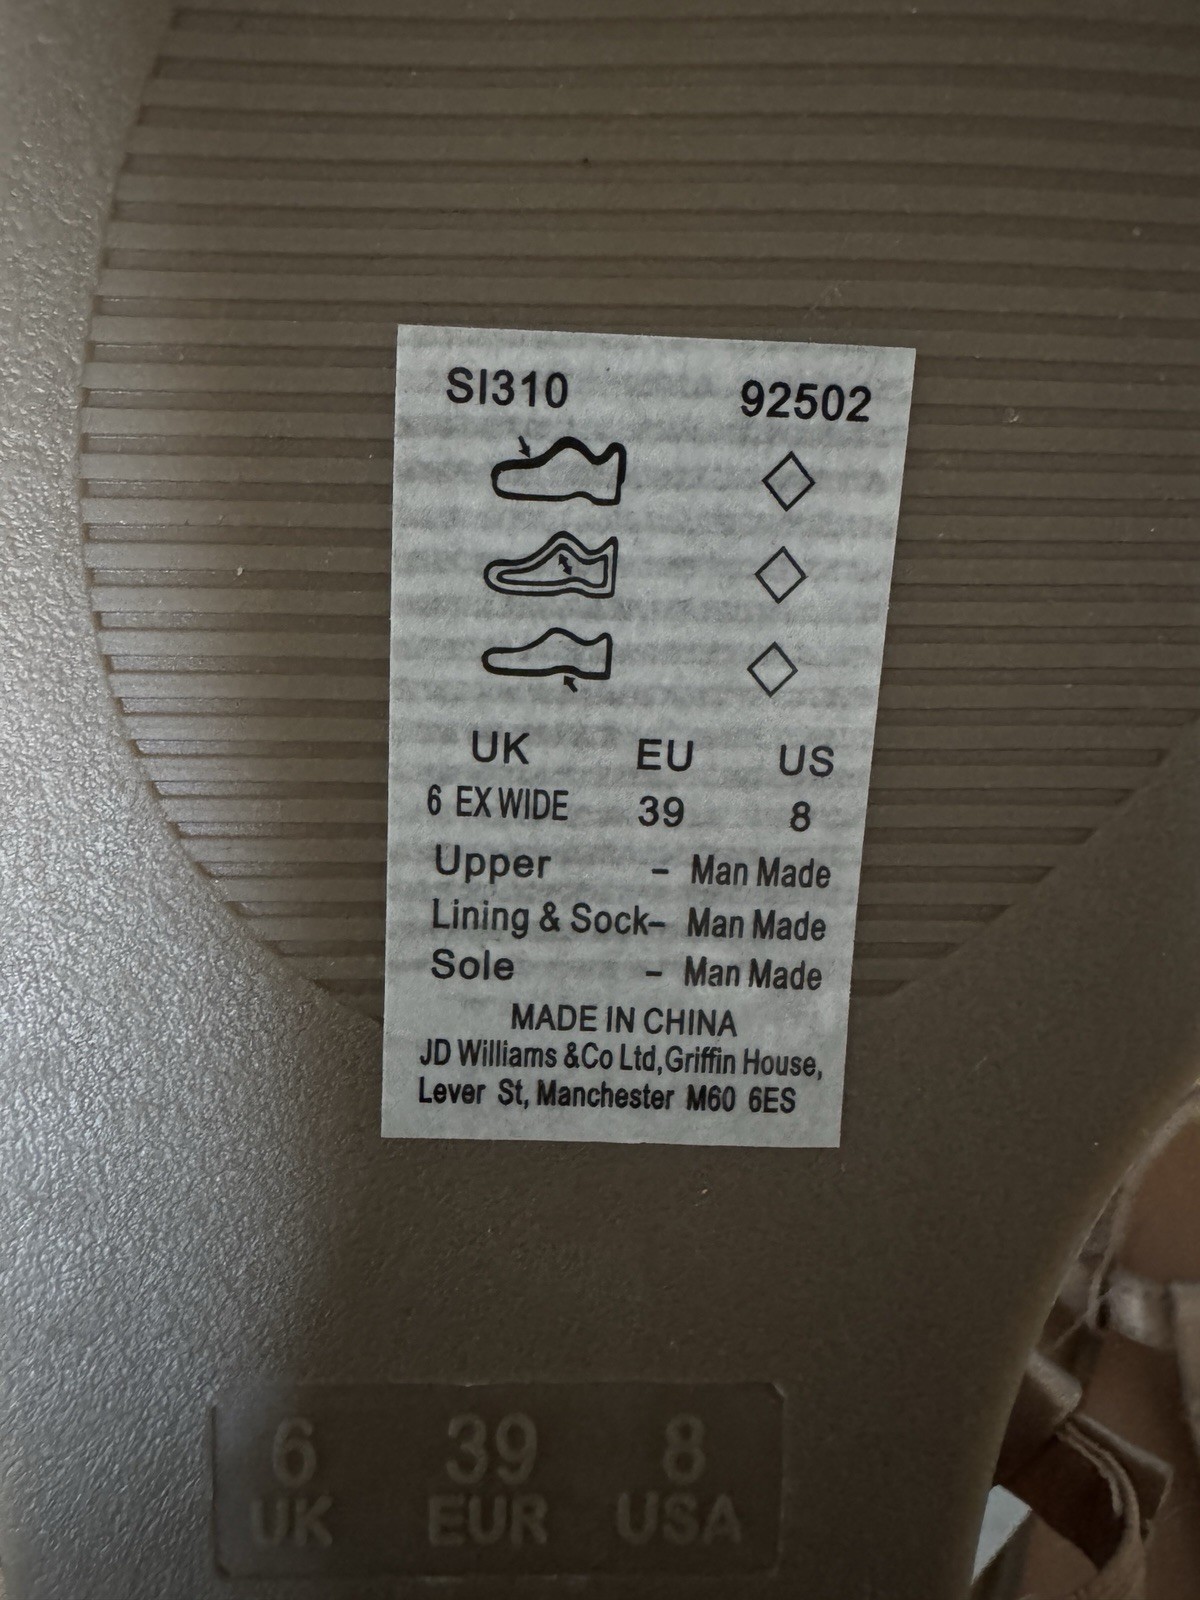 SI310 92502
UK EU US
6 EX WIDE 39 8
Upper – Man Made
Lining & Sock– Man Made
Sole – Man Made
MADE IN CHINA
JD Williams &Co Ltd,Griffin House,
Lever St, Manchester M60 6ES
6 39 8
UK EUR USA